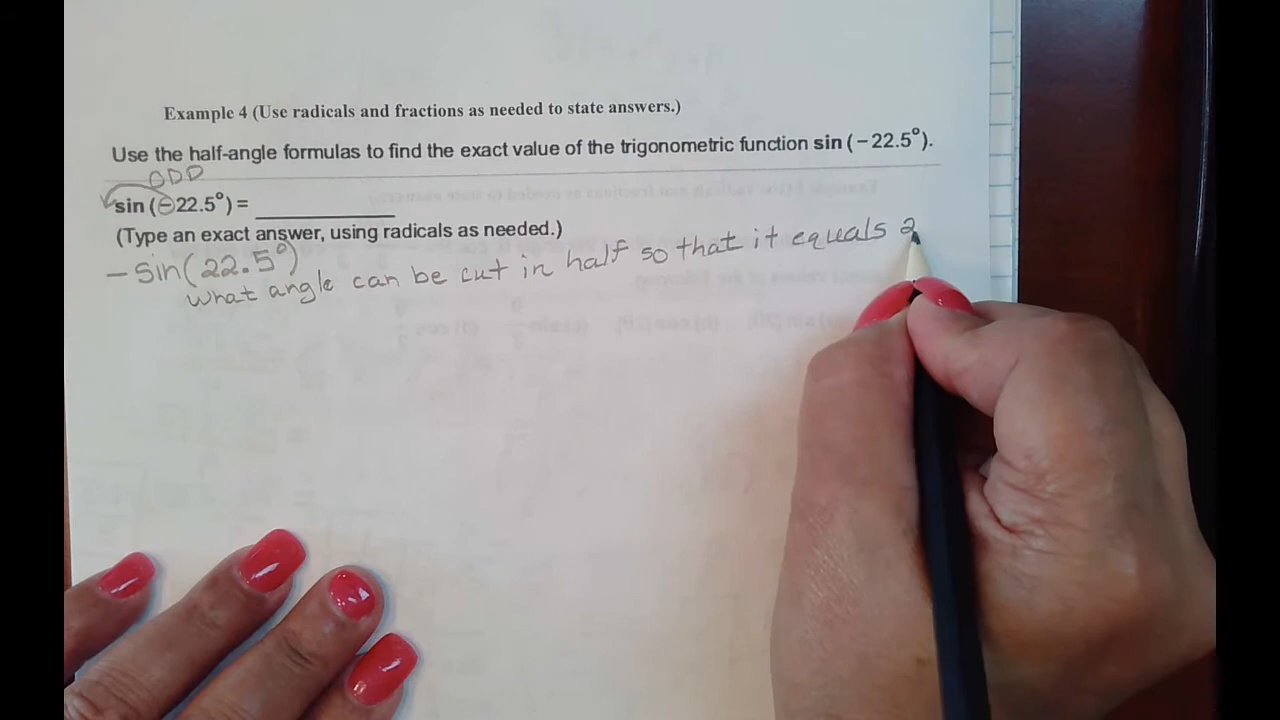 Example 4 (Use radicals and fractions as needed to state answers.)
Use the half-angle formulas to find the exact value of the trigonometric function sin (−22.5°).
ODD
sin (−22.5°) = ____________
(Type an exact answer, using radicals as needed.)
−sin(22.5°)
what angle can be cut in half so that it equals 2